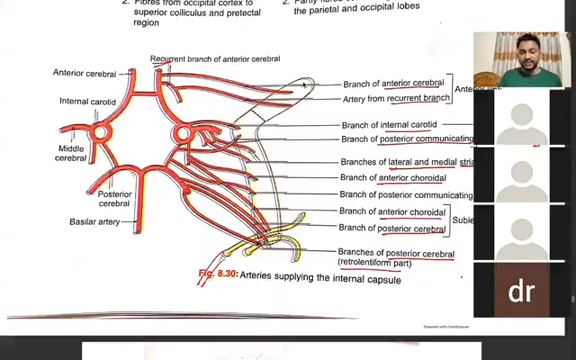 2. Fibres from occipital cortex to
superior colliculus and pretectal
region
2. Partly fibres
the parietal and occipital lobes
Recurrent branch of anterior cerebral
Anterior cerebral
Internal carotid
Middle
cerebral
Posterior
cerebral
Basilar artery
Branch of anterior cerebral
Artery from recurrent branch
Branch of internal carotid
Branch of posterior communicating
Branches of lateral and medial stri
Branch of anterior choroidal
Branch of posterior communicating
Branch of anterior choroidal
Branch of posterior cerebral
Suble
Branches of posterior cerebral
(retrolentiform part)
Fig. 8.30: Arteries supplying the internal capsule
dr
Scanned with CamScanner